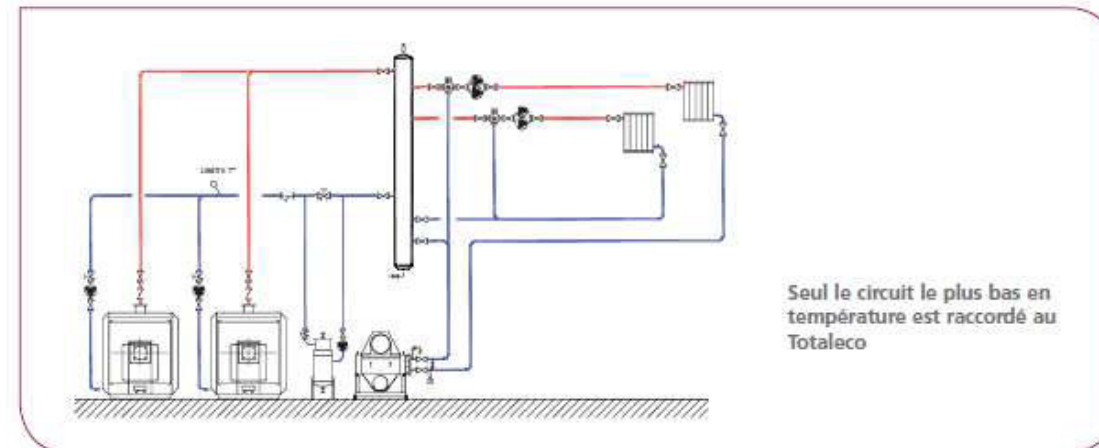 Seul le circuit le plus bas en
température est raccordé au
Totaleco